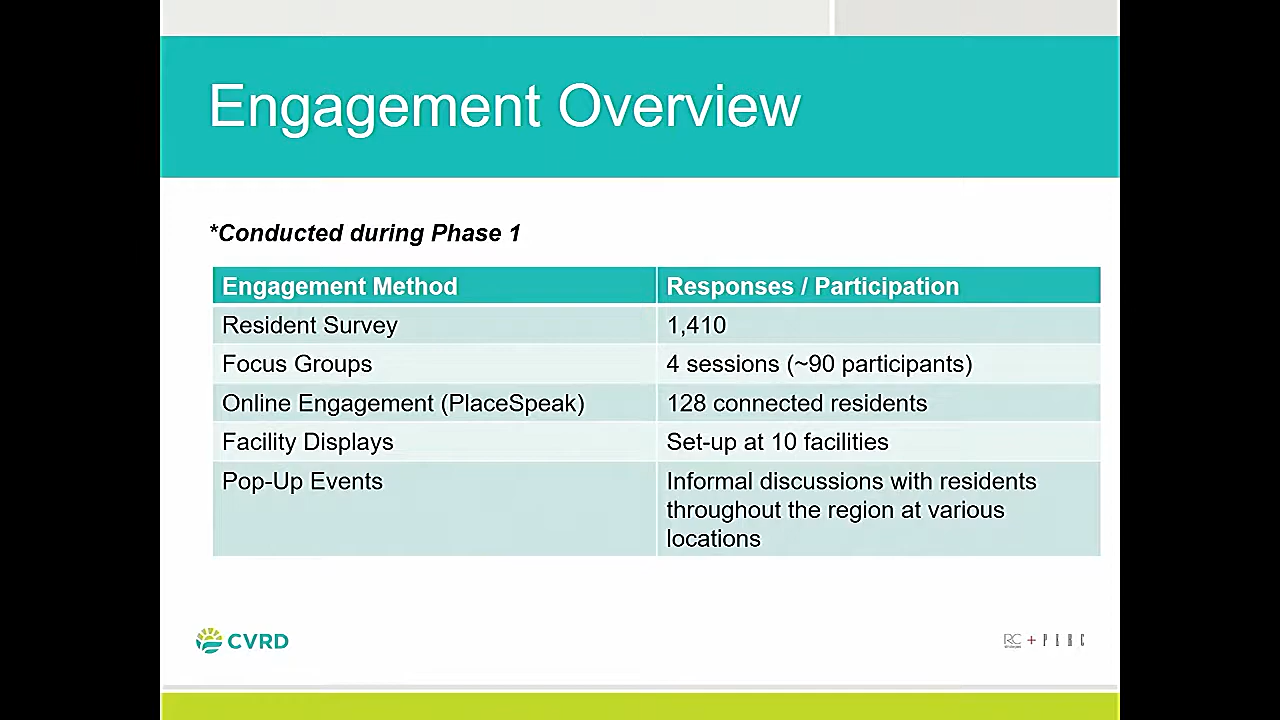 Engagement Overview
*Conducted during Phase 1
Engagement Method
Responses / Participation
Resident Survey
1,410
Focus Groups
4 sessions (~90 participants)
Online Engagement (PlaceSpeak)
128 connected residents
Facility Displays
Set-up at 10 facilities
Pop-Up Events
Informal discussions with residents
throughout the region at various
locations
CVRD
RC + PERC